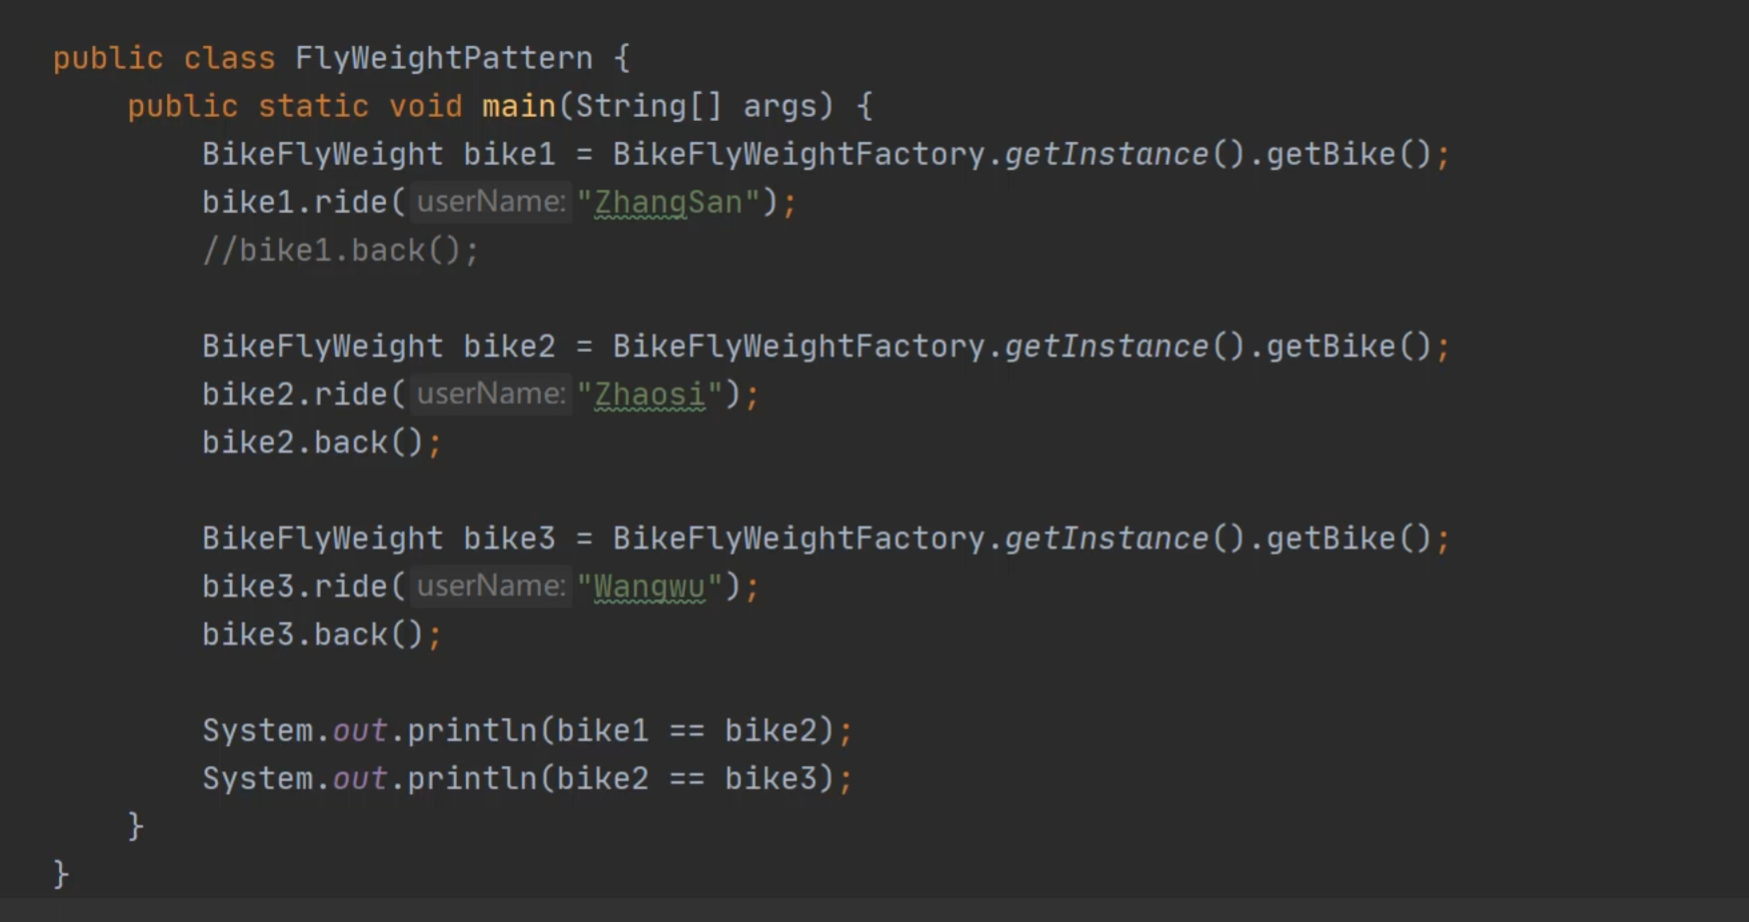 public class FlyWeightPattern {
public static void main(String[] args) {
BikeFlyWeight bike1 = BikeFlyWeightFactory.getInstance().getBike();
bike1.ride( userName: "ZhangSan");
//bike1.back();
BikeFlyWeight bike2 = BikeFlyWeightFactory.getInstance().getBike();
bike2.ride( userName: "Zhaosi");
bike2.back();
BikeFlyWeight bike3 = BikeFlyWeightFactory.getInstance().getBike();
bike3.ride( userName: "Wangwu");
bike3.back();
System.out.println(bike1 == bike2);
System.out.println(bike2 == bike3);
}
}